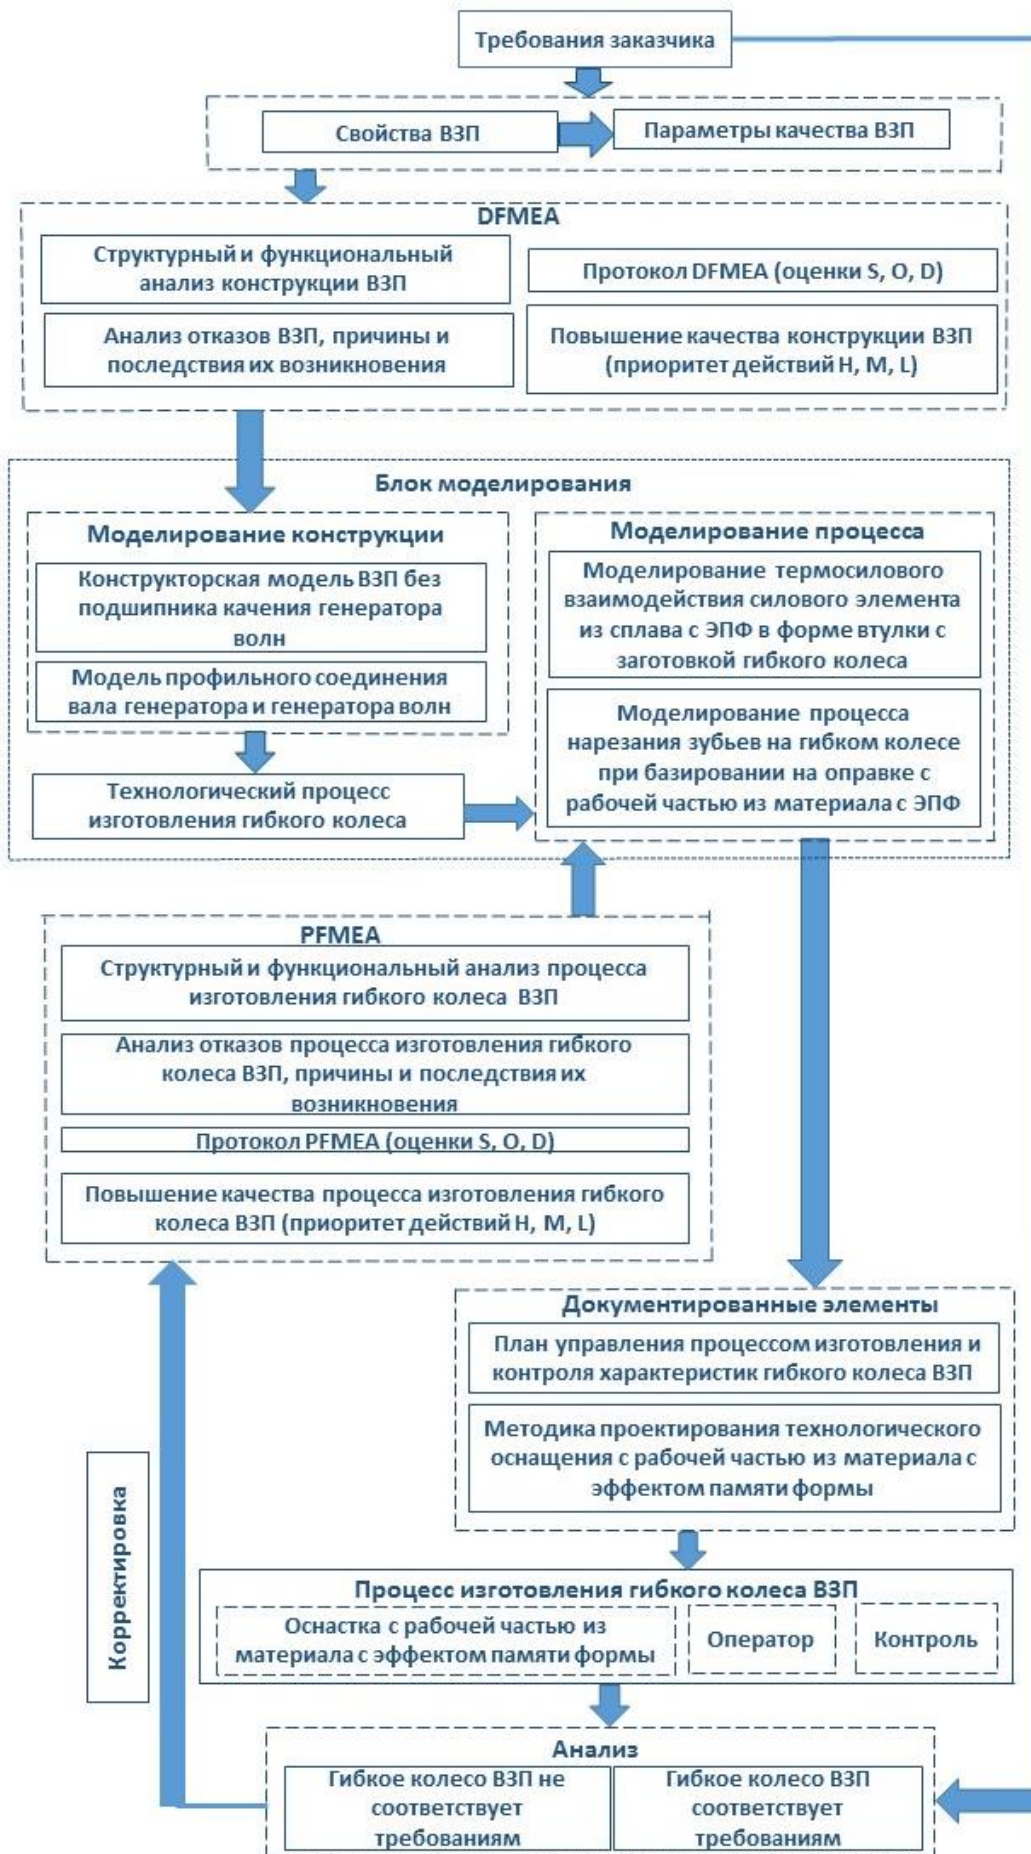 Требования заказчика
Свойства ВЗП
Параметры качества ВЗП
DFMEA
Структурный и функциональный
анализ конструкции ВЗП
Протокол DFMEA (оценки S, O, D)
Анализ отказов ВЗП, причины и
последствия их возникновения
Повышение качества конструкции ВЗП
(приоритет действий H, M, L)
Блок моделирования
Моделирование конструкции
Конструкторская модель ВЗП без
подшипника качения генератора
волн
Модель профильного соединения
вала генератора и генератора волн
Технологический процесс
изготовления гибкого колеса
Моделирование процесса
Моделирование термосилового
взаимодействия силового элемента
из сплава с ЭПФ в форме втулки с
заготовкой гибкого колеса
Моделирование процесса
нарезания зубьев на гибком колесе
при базировании на оправке с
рабочей частью из материала с ЭПФ
PFMEA
Структурный и функциональный анализ процесса
изготовления гибкого колеса ВЗП
Анализ отказов процесса изготовления гибкого
колеса ВЗП, причины и последствия их
возникновения
Протокол PFMEA (оценки S, O, D)
Повышение качества процесса изготовления гибкого
колеса ВЗП (приоритет действий H, M, L)
Документированные элементы
План управления процессом изготовления и
контроля характеристик гибкого колеса ВЗП
Методика проектирования технологического
оснащения с рабочей частью из материала с
эффектом памяти формы
Корректировка
Процесс изготовления гибкого колеса ВЗП
Оснастка с рабочей частью из
материала с эффектом памяти формы
Оператор
Контроль
Анализ
Гибкое колесо ВЗП не
соответствует
требованиям
Гибкое колесо ВЗП
соответствует
требованиям